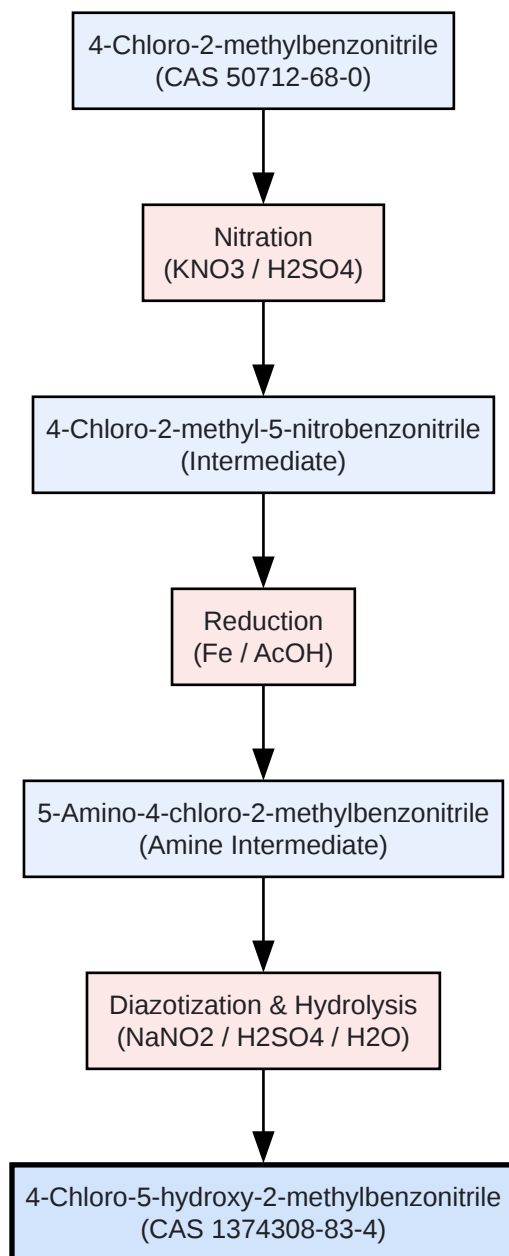 4-Chloro-2-methylbenzonitrile
(CAS 50712-68-0)
Nitration
(KNO3 / H2SO4)
4-Chloro-2-methyl-5-nitrobenzonitrile
(Intermediate)
Reduction
(Fe / AcOH)
5-Amino-4-chloro-2-methylbenzonitrile
(Amine Intermediate)
Diazotization & Hydrolysis
(NaNO2 / H2SO4 / H2O)
4-Chloro-5-hydroxy-2-methylbenzonitrile
(CAS 1374308-83-4)